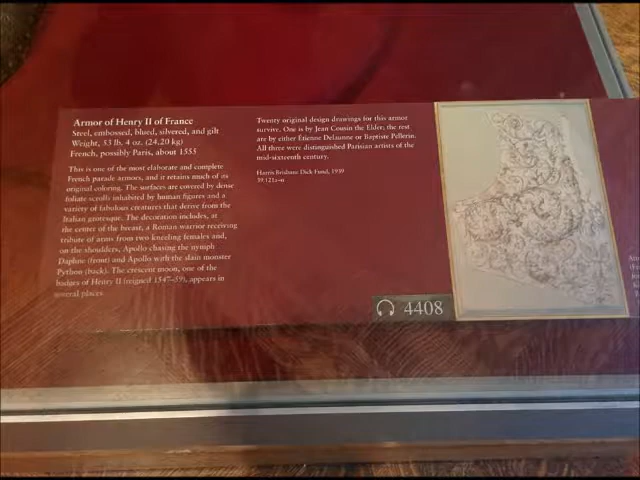 Armor of Henry II of France
Steel, embossed, blued, silvered, and gilt
Weight, 53 lb. 4 oz. (24.20 kg)
French, possibly Paris, about 1555
This is one of the most elaborate and complete
French parade armors, and it retains much of its
original coloring. The surfaces are covered by dense
foliate scrolls inhabited by human figures and a
variety of fabulous creatures that derive from the
Italian grotesque. The decoration includes, at
the center of the breast, a Roman warrior receiving
tribute of arms from two kneeling females and,
on the shoulders, Apollo chasing the nymph
Daphne (front) and Apollo with the slain monster
Python (back). The crescent moon, one of the
badges of Henry II (reigned 1547–59), appears in
several places.
Twenty original design drawings for this armor
survive. One is by Jean Cousin the Elder; the rest
are by either Étienne Delaune or Baptiste Pellerin.
All three were distinguished Parisian artists of the
mid-sixteenth century.
Harris Brisbane Dick Fund, 1939
39.121a–n
4408